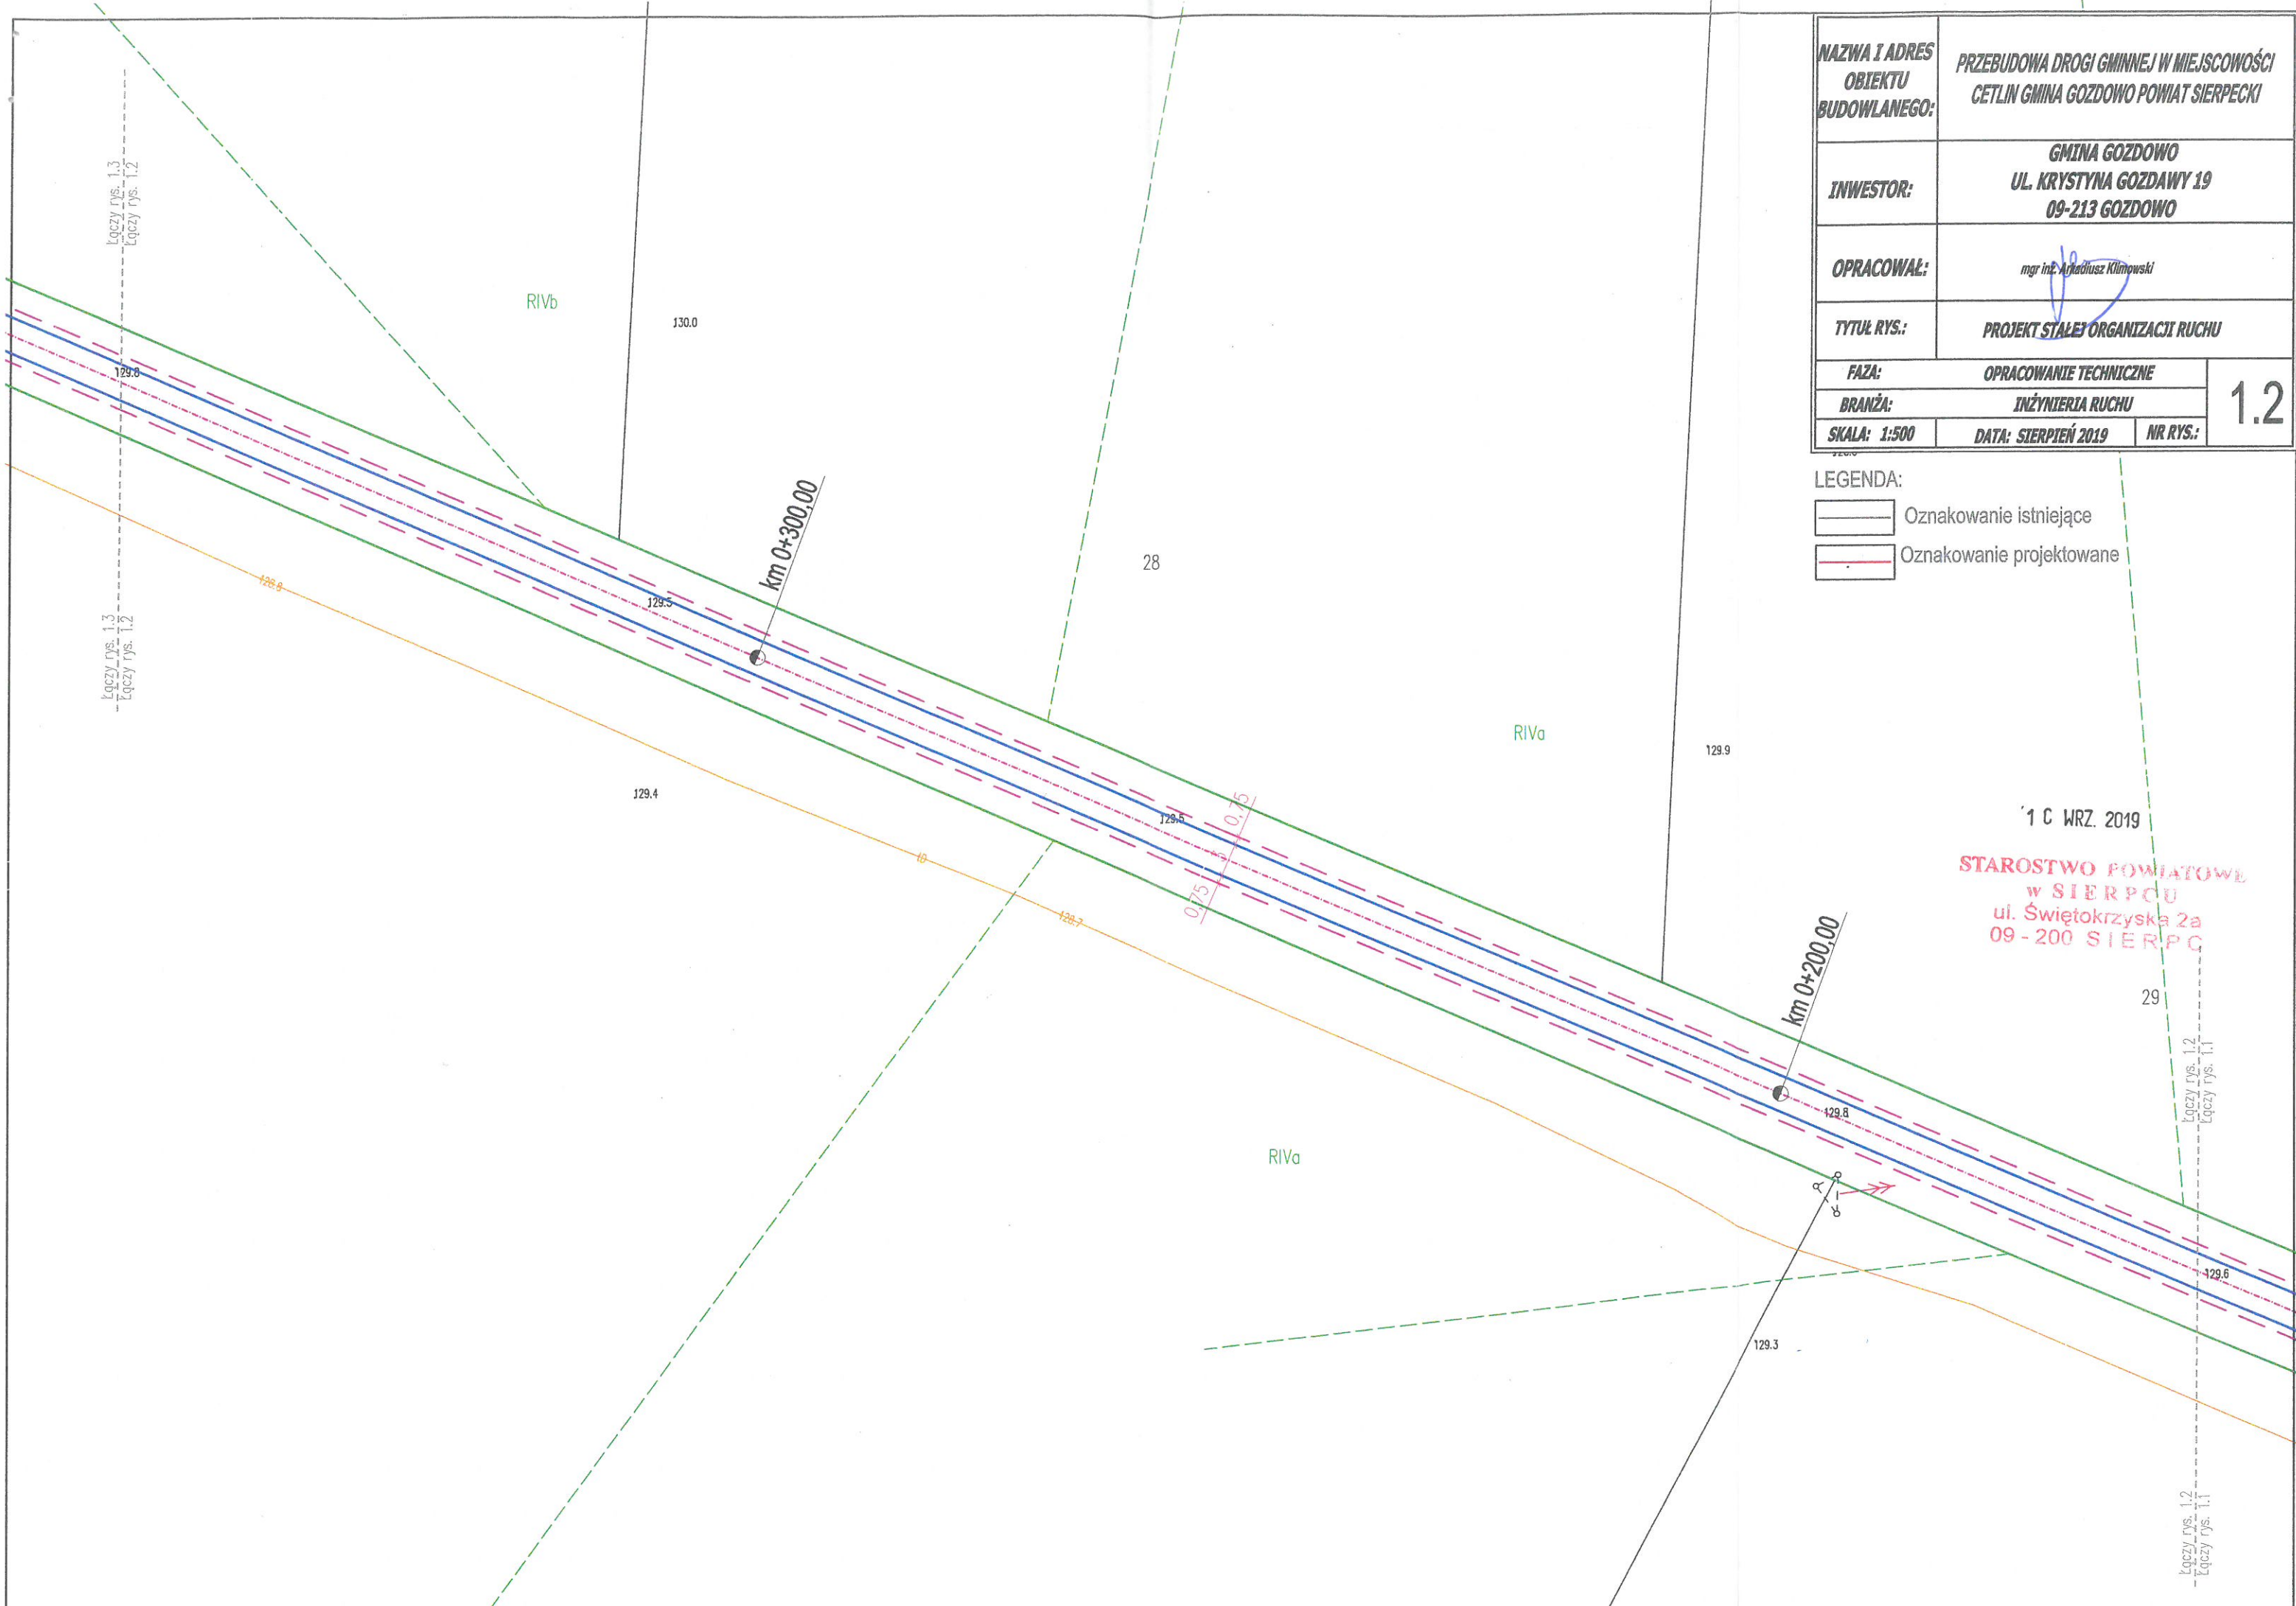 NAZWA I ADRES
OBIEKTU
BUDOWLANEGO:
PRZEBUDOWA DROGI GMINNEJ W MIEJSCOWOŚCI
CETLIN GMINA GOZDOWO POWIAT SIERPECKI
INWESTOR:
GMINA GOZDOWO
UL. KRYSTYNA GOZDAWY 19
09-213 GOZDOWO
OPRACOWAŁ:
mgr inż. Arkadiusz Klimowski
TYTUŁ RYS.:
PROJEKT STAŁEJ ORGANIZACJI RUCHU
FAZA:
OPRACOWANIE TECHNICZNE
BRANŻA:
INŻYNIERIA RUCHU
SKALA: 1:500
DATA: SIERPIEŃ 2019
NR RYS.:
1.2
LEGENDA:
Oznakowanie istniejące
Oznakowanie projektowane
Łączy rys. 1.3
Łączy rys. 1.2
RIVb
130.0
129.8
km 0+300,00
28
129.5
Łączy rys. 1.3
Łączy rys. 1.2
RIVa
129.9
129.4
129.5
0,75
3
0,75
128.7
1 C WRZ. 2019
STAROSTWO POWIATOWE
w SIERPCU
ul. Świętokrzyska 2a
09-200 SIERPC
km 0+200,00
29
Łączy rys. 1.2
Łączy rys. 1.1
129.8
RIVa
129.6
129.3
Łączy rys. 1.2
Łączy rys. 1.1